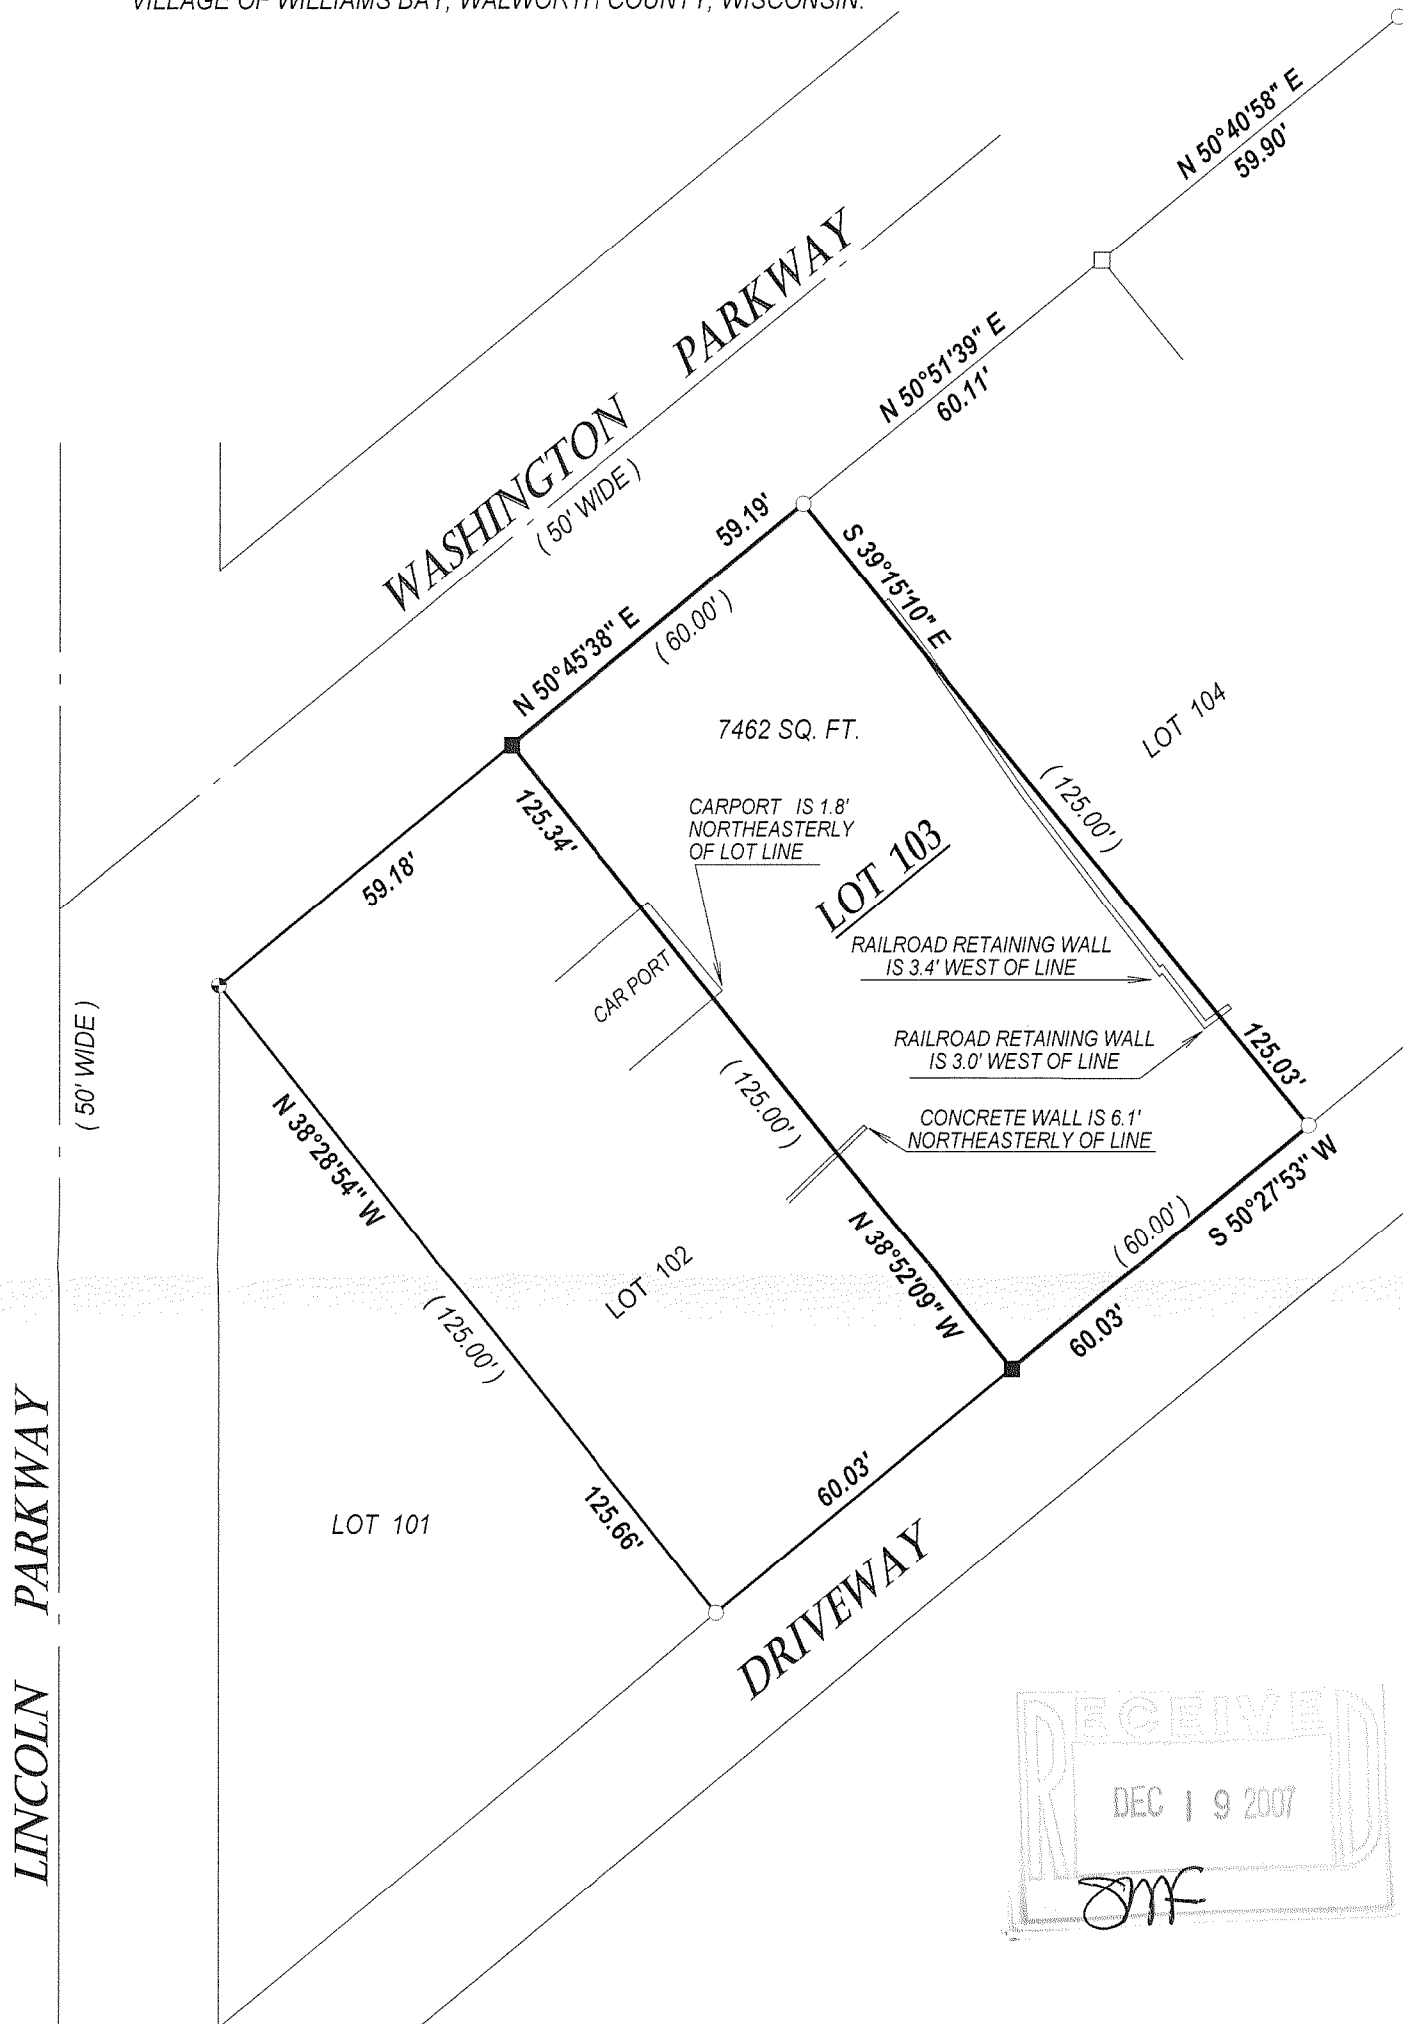 VILLAGE OF WILLIAMS BAY, WALWORTH COUNTY, WISCONSIN.
N 50°40'58" E
59.90'
WASHINGTON PARKWAY
( 50' WIDE )
N 50°51'39" E
60.11'
59.19'
N 50°45'38" E
( 60.00' )
S 39°15'10" E
7462 SQ. FT.
LOT 104
( 125.00' )
125.34'
CARPORT IS 1.8'
NORTHEASTERLY
OF LOT LINE
LOT 103
59.18'
RAILROAD RETAINING WALL
IS 3.4' WEST OF LINE
CAR PORT
RAILROAD RETAINING WALL
IS 3.0' WEST OF LINE
125.03'
( 50' WIDE )
( 125.00' )
CONCRETE WALL IS 6.1'
NORTHEASTERLY OF LINE
N 38°28'54" W
N 38°52'09" W
( 60.00' )
S 50°27'53" W
LOT 102
( 125.00' )
60.03'
60.03'
125.66'
LOT 101
DRIVEWAY
LINCOLN PARKWAY
RECEIVED
DEC 19 2007